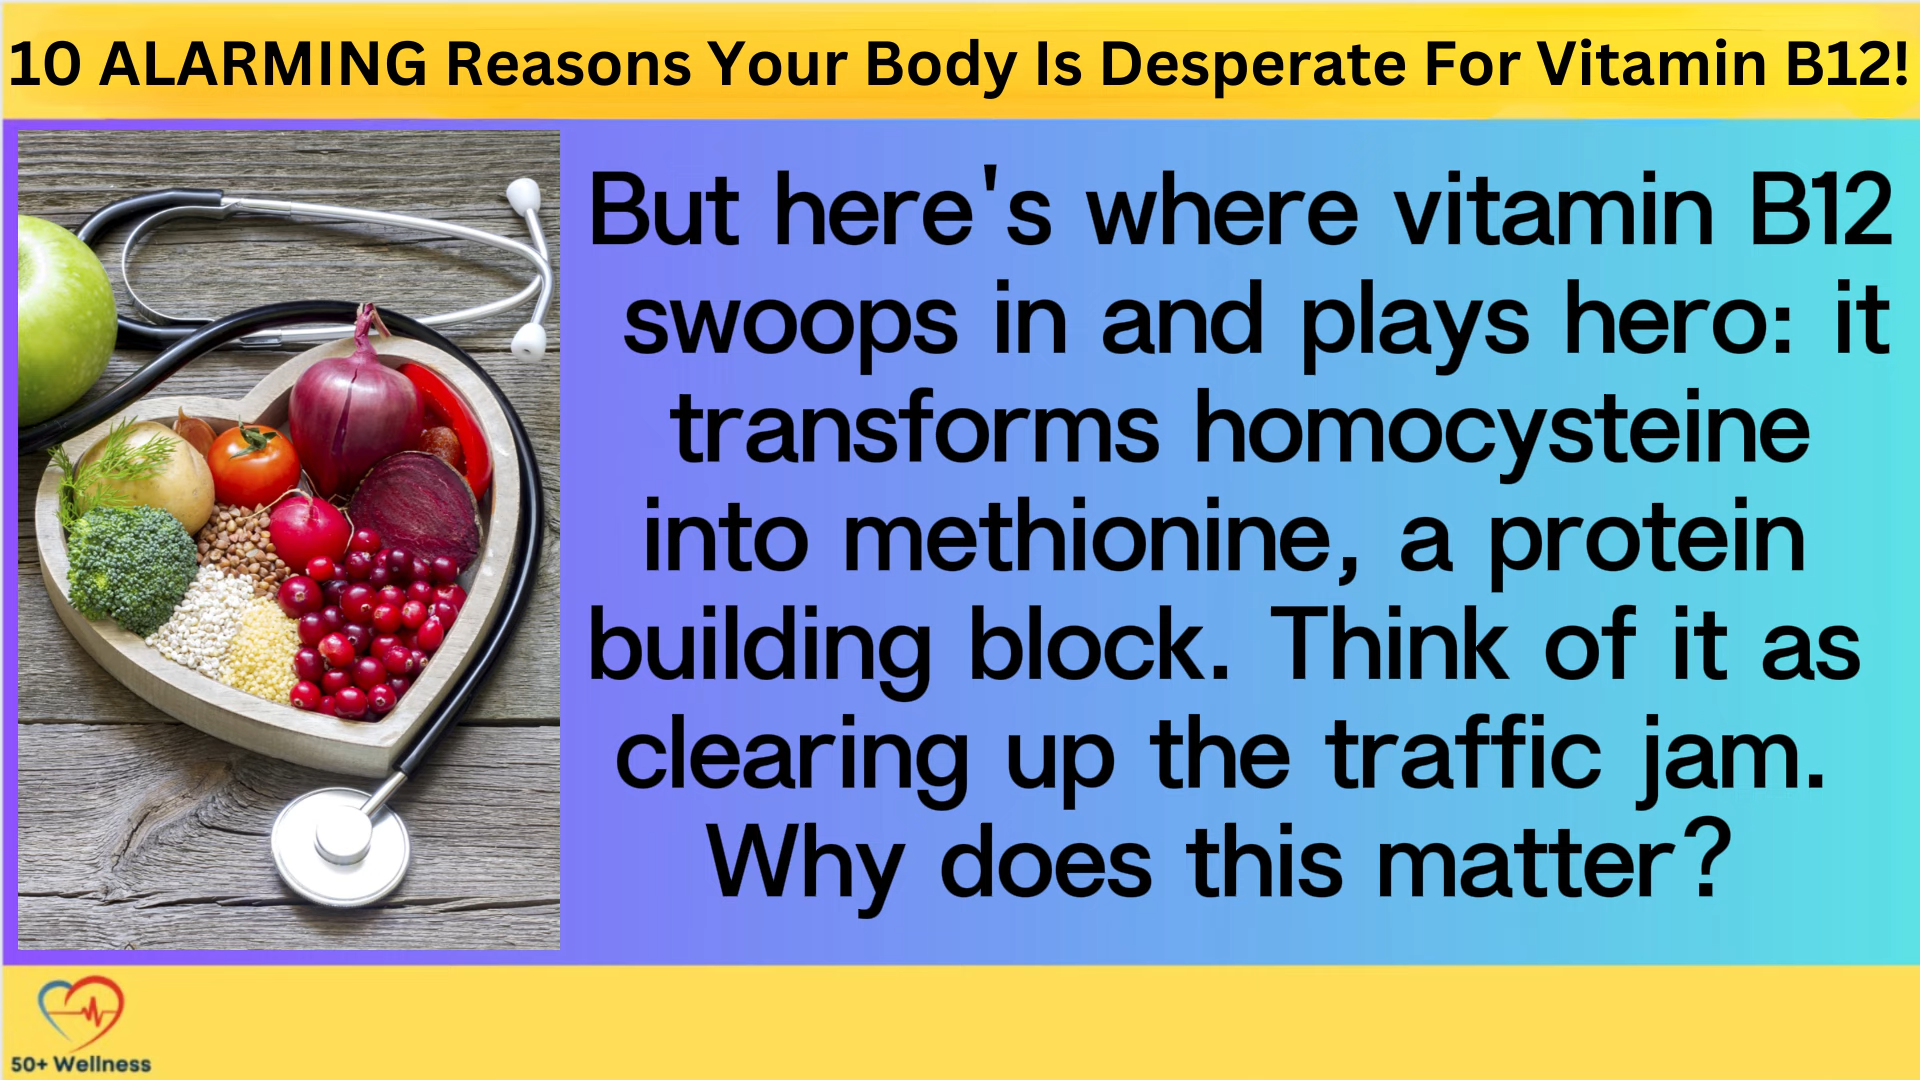 10 ALARMING Reasons Your Body Is Desperate For Vitamin B12!
But here's where vitamin B12
swoops in and plays hero: it
transforms homocysteine
into methionine, a protein
building block. Think of it as
clearing up the traffic jam.
Why does this matter?
50+ Wellness